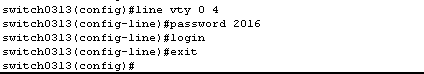 switch0313(config)#line vty 0 4
switch0313(config-line)#password 2016
switch0313(config-line)#login
switch0313(config-line)#exit
switch0313(config)#